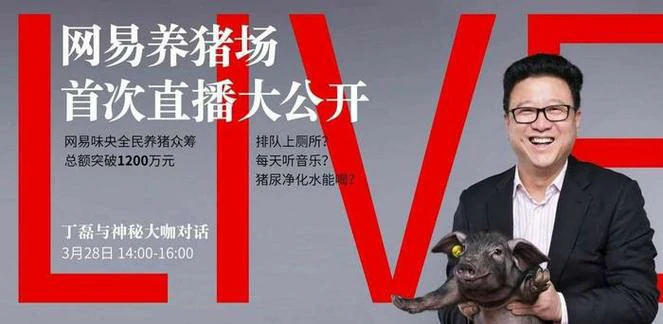 LIVE
网易养猪场
首次直播大公开
网易味央全民养猪众筹
总额突破1200万元
排队上厕所？
每天听音乐？
猪尿净化水能喝？
丁磊与神秘大咖对话
3月28日 14:00-16:00